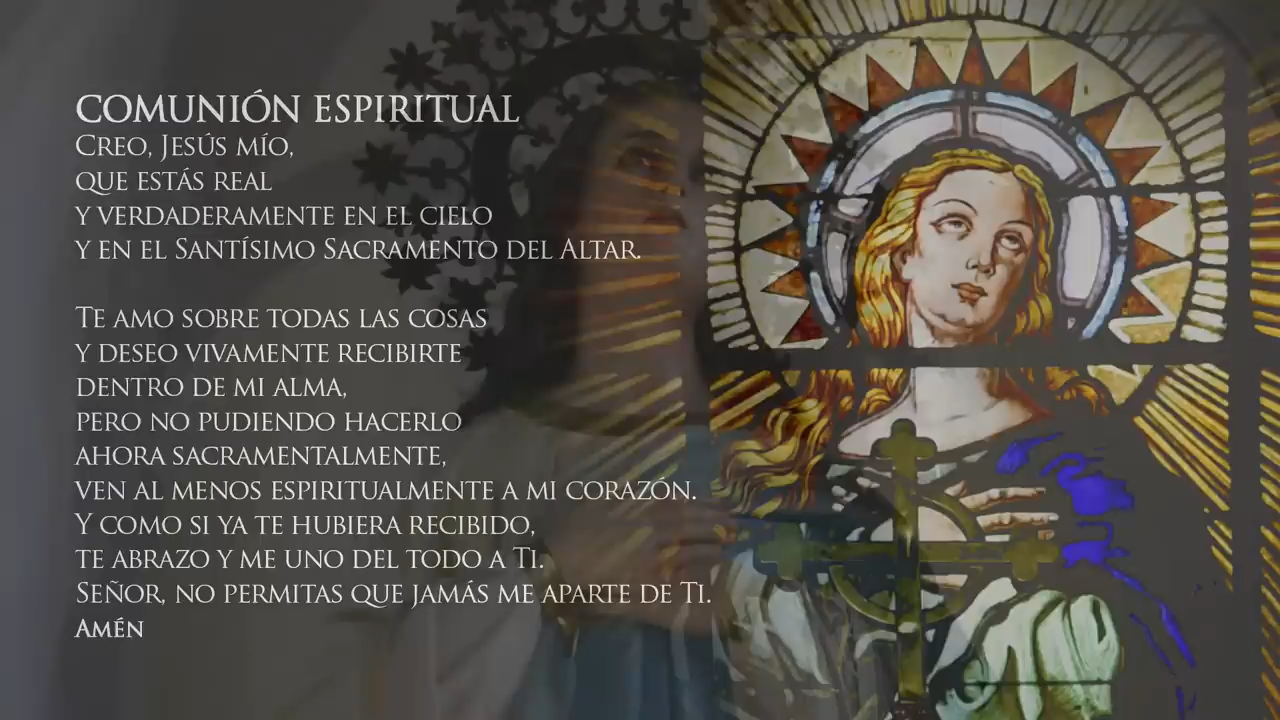 COMUNIÓN ESPIRITUAL
CREO, JESÚS MÍO,
QUE ESTÁS REAL
Y VERDADERAMENTE EN EL CIELO
Y EN EL SANTÍSIMO SACRAMENTO DEL ALTAR.
TE AMO SOBRE TODAS LAS COSAS
Y DESEO VIVAMENTE RECIBIRTE
DENTRO DE MI ALMA,
PERO NO PUDIENDO HACERLO
AHORA SACRAMENTALMENTE,
VEN AL MENOS ESPIRITUALMENTE A MI CORAZÓN.
Y COMO SI YA TE HUBIERA RECIBIDO,
TE ABRAZO Y ME UNO DEL TODO A TI.
SEÑOR, NO PERMITAS QUE JAMÁS ME APARTE DE TI.
AMÉN